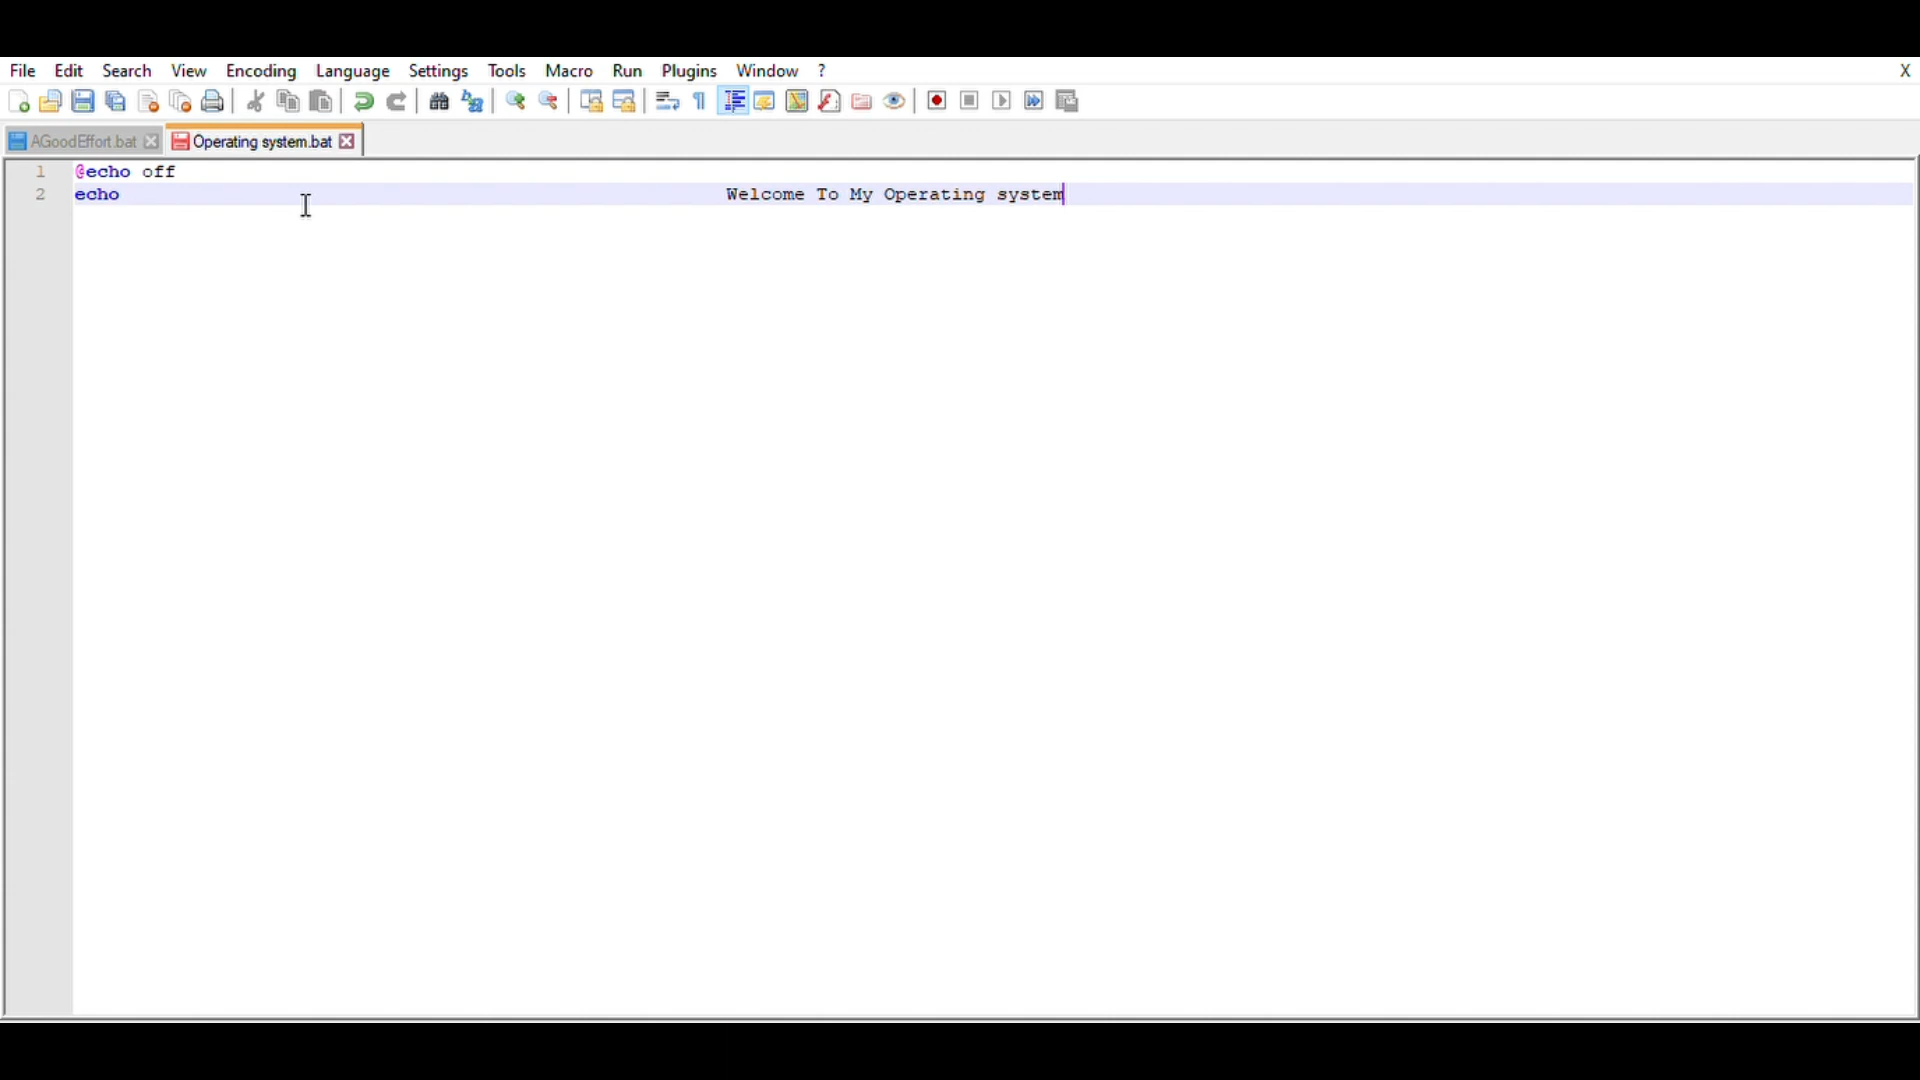 File Edit Search View Encoding Language Settings Tools Macro Run Plugins Window ? X
AGoodEffort.bat Operating system.bat
1 @echo off
2 echo Welcome To My Operating system